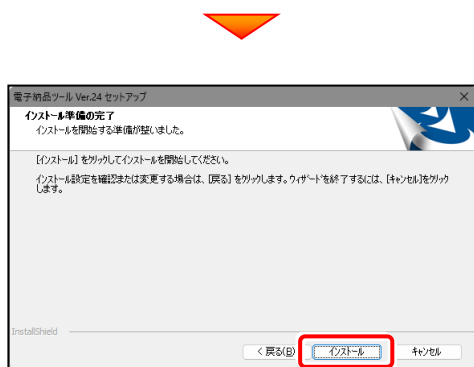 電子納品ツール Ver.24 セットアップ
インストール準備の完了
インストールを開始する準備が整いました。
[インストール] をクリックしてインストールを開始してください。
インストール設定を確認または変更する場合は、[戻る] をクリックします。ウィザードを終了するには、[キャンセル]をクリック
します。
InstallShield
< 戻る(B)
インストール
キャンセル